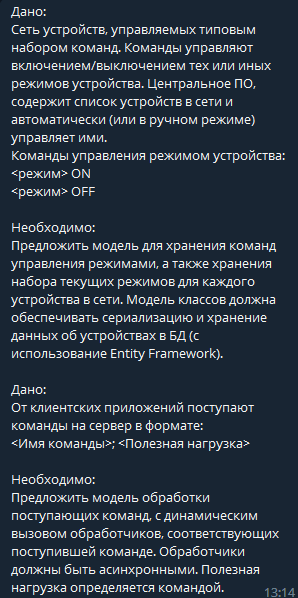 Дано:
Сеть устройств, управляемых типовым
набором команд. Команды управляют
включением/выключением тех или иных
режимов устройства. Центральное ПО,
содержит список устройств в сети и
автоматически (или в ручном режиме)
управляет ими.
Команды управления режимом устройства:
<режим> ON
<режим> OFF
Необходимо:
Предложить модель для хранения команд
управления режимами, а также хранения
набора текущих режимов для каждого
устройства в сети. Модель классов должна
обеспечивать сериализацию и хранение
данных об устройствах в БД (с
использование Entity Framework).
Дано:
От клиентских приложений поступают
команды на сервер в формате:
<Имя команды>; <Полезная нагрузка>
Необходимо:
Предложить модель обработки
поступающих команд, с динамическим
вызовом обработчиков, соответствующих
поступившей команде. Обработчики
должны быть асинхронными. Полезная
нагрузка определяется командой.
13:14